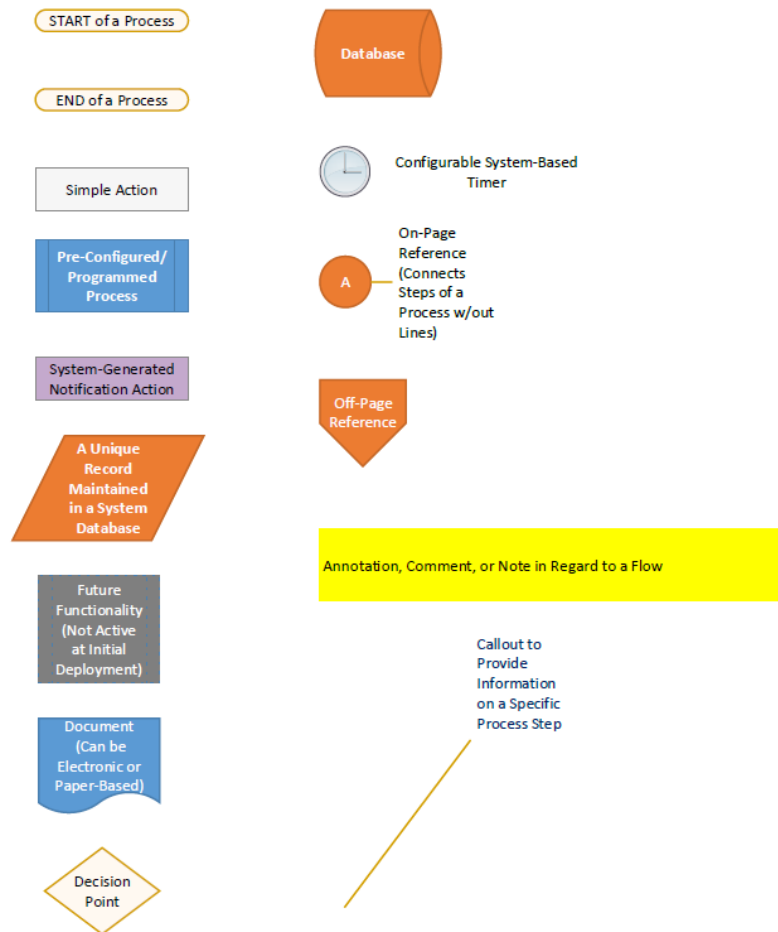 START of a Process
END of a Process
Simple Action
Pre-Configured/
Programmed
Process
System-Generated
Notification Action
A Unique
Record
Maintained
in a System
Database
Future
Functionality
(Not Active
at Initial
Deployment)
Document
(Can be
Electronic or
Paper-Based)
Decision
Point
Database
Configurable System-Based
Timer
A
On-Page
Reference
(Connects
Steps of a
Process w/out
Lines)
Off-Page
Reference
Annotation, Comment, or Note in Regard to a Flow
Callout to
Provide
Information
on a Specific
Process Step